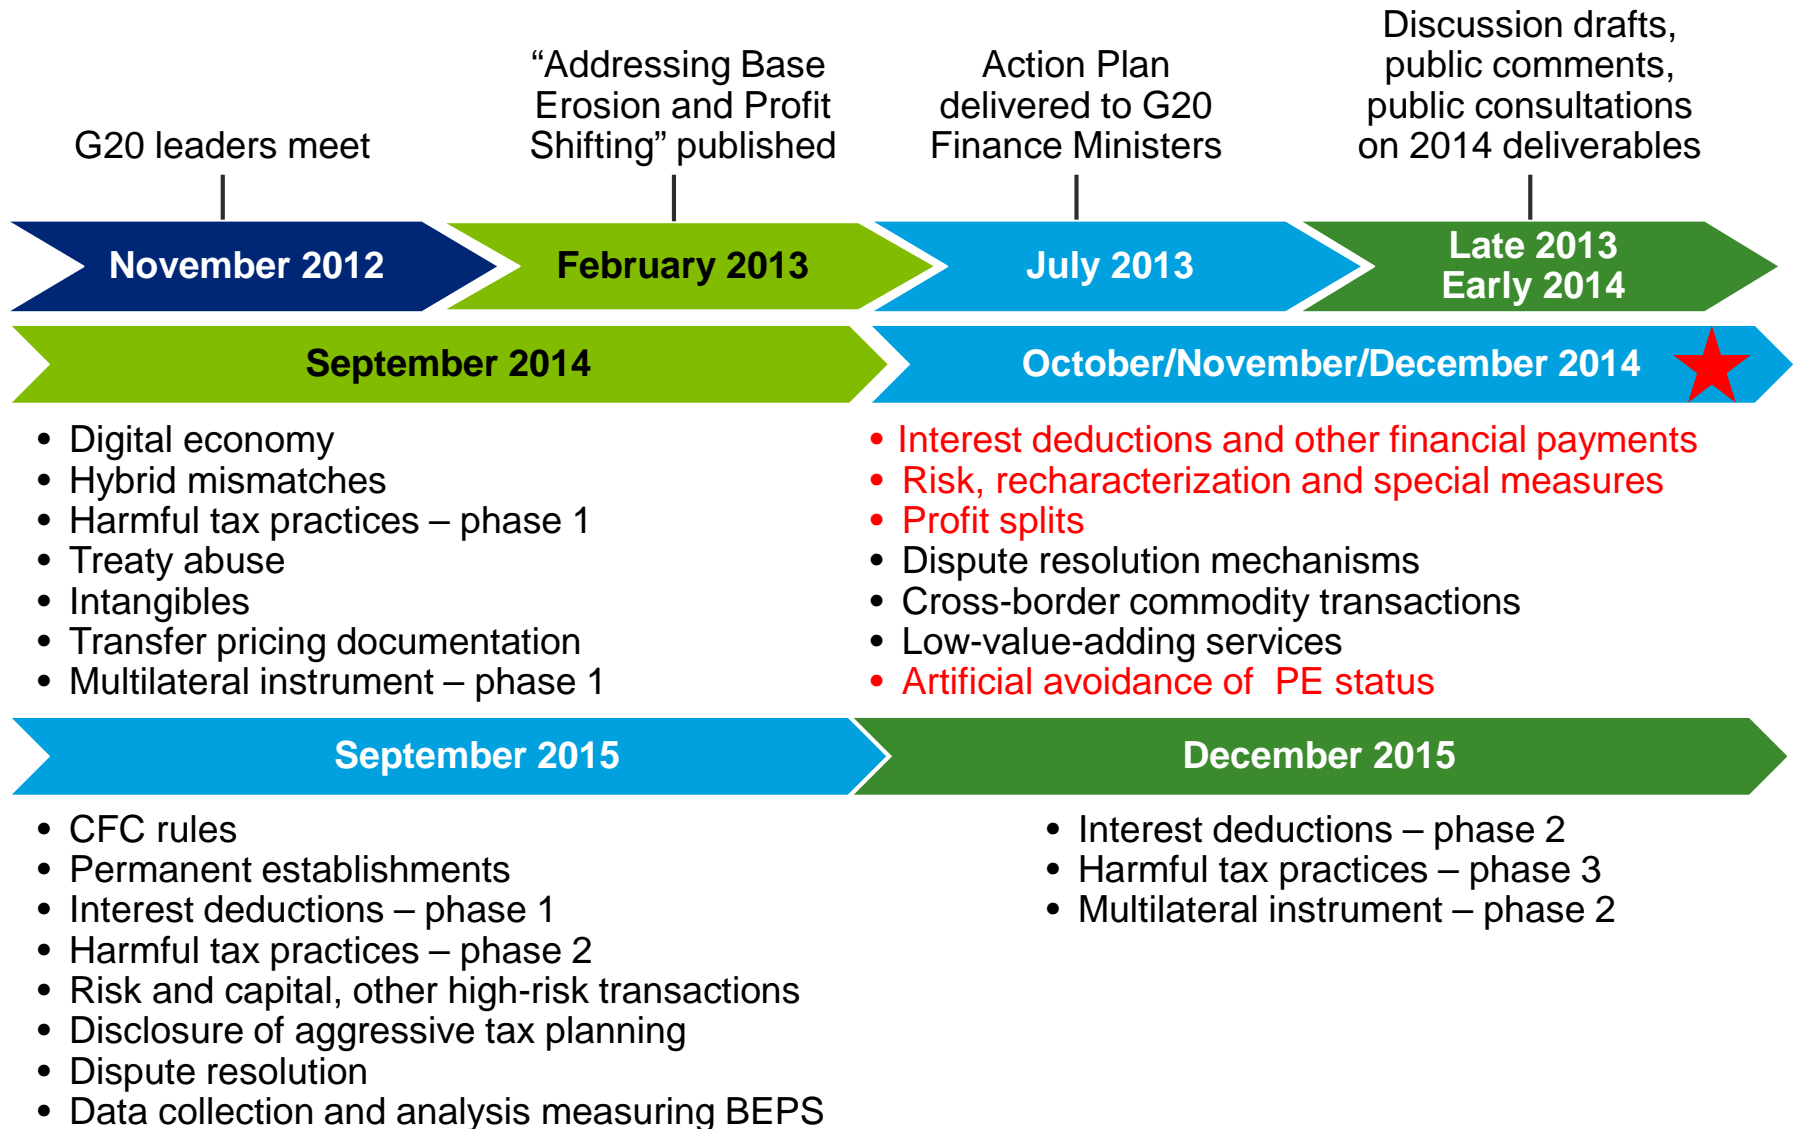 G20 leaders meet
“Addressing Base
Erosion and Profit
Shifting” published
Action Plan
delivered to G20
Finance Ministers
Discussion drafts,
public comments,
public consultations
on 2014 deliverables
November 2012
February 2013
July 2013
Late 2013
Early 2014
September 2014
• Digital economy
• Hybrid mismatches
• Harmful tax practices – phase 1
• Treaty abuse
• Intangibles
• Transfer pricing documentation
• Multilateral instrument – phase 1
October/November/December 2014
• Interest deductions and other financial payments
• Risk, recharacterization and special measures
• Profit splits
• Dispute resolution mechanisms
• Cross-border commodity transactions
• Low-value-adding services
• Artificial avoidance of PE status
September 2015
• CFC rules
• Permanent establishments
• Interest deductions – phase 1
• Harmful tax practices – phase 2
• Risk and capital, other high-risk transactions
• Disclosure of aggressive tax planning
• Dispute resolution
• Data collection and analysis measuring BEPS
December 2015
• Interest deductions – phase 2
• Harmful tax practices – phase 3
• Multilateral instrument – phase 2